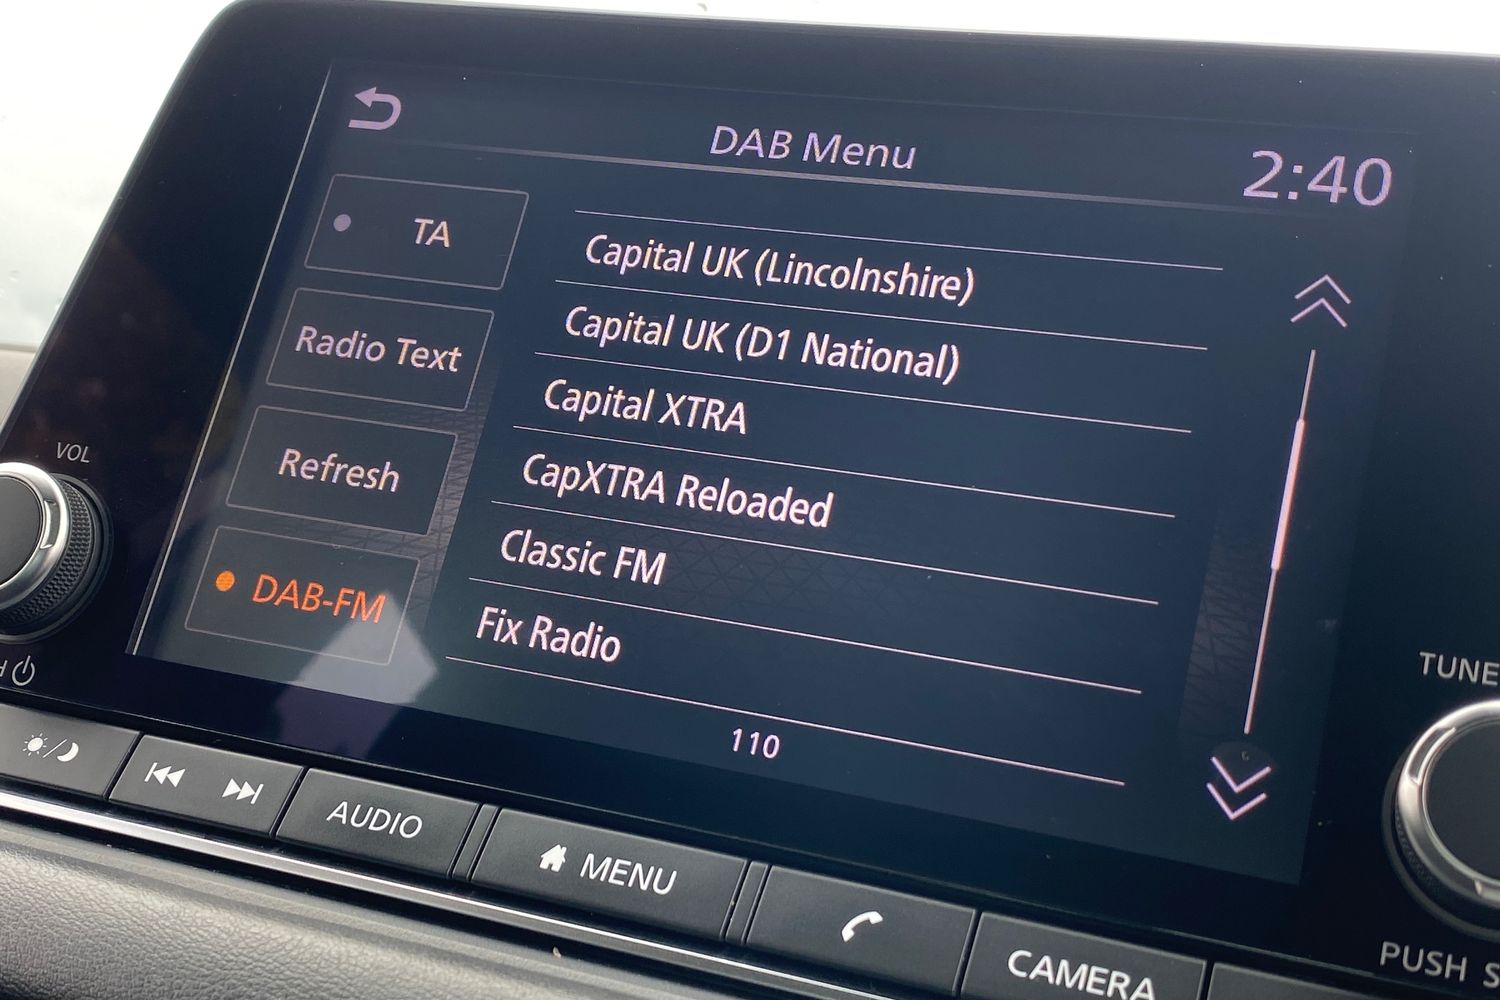 DAB Menu
2:40
TA
Radio Text
Refresh
DAB-FM
Capital UK (Lincolnshire)
Capital UK (D1 National)
Capital XTRA
CapXTRA Reloaded
Classic FM
Fix Radio
110
VOL
TUNE
AUDIO
MENU
CAMERA
PUSH